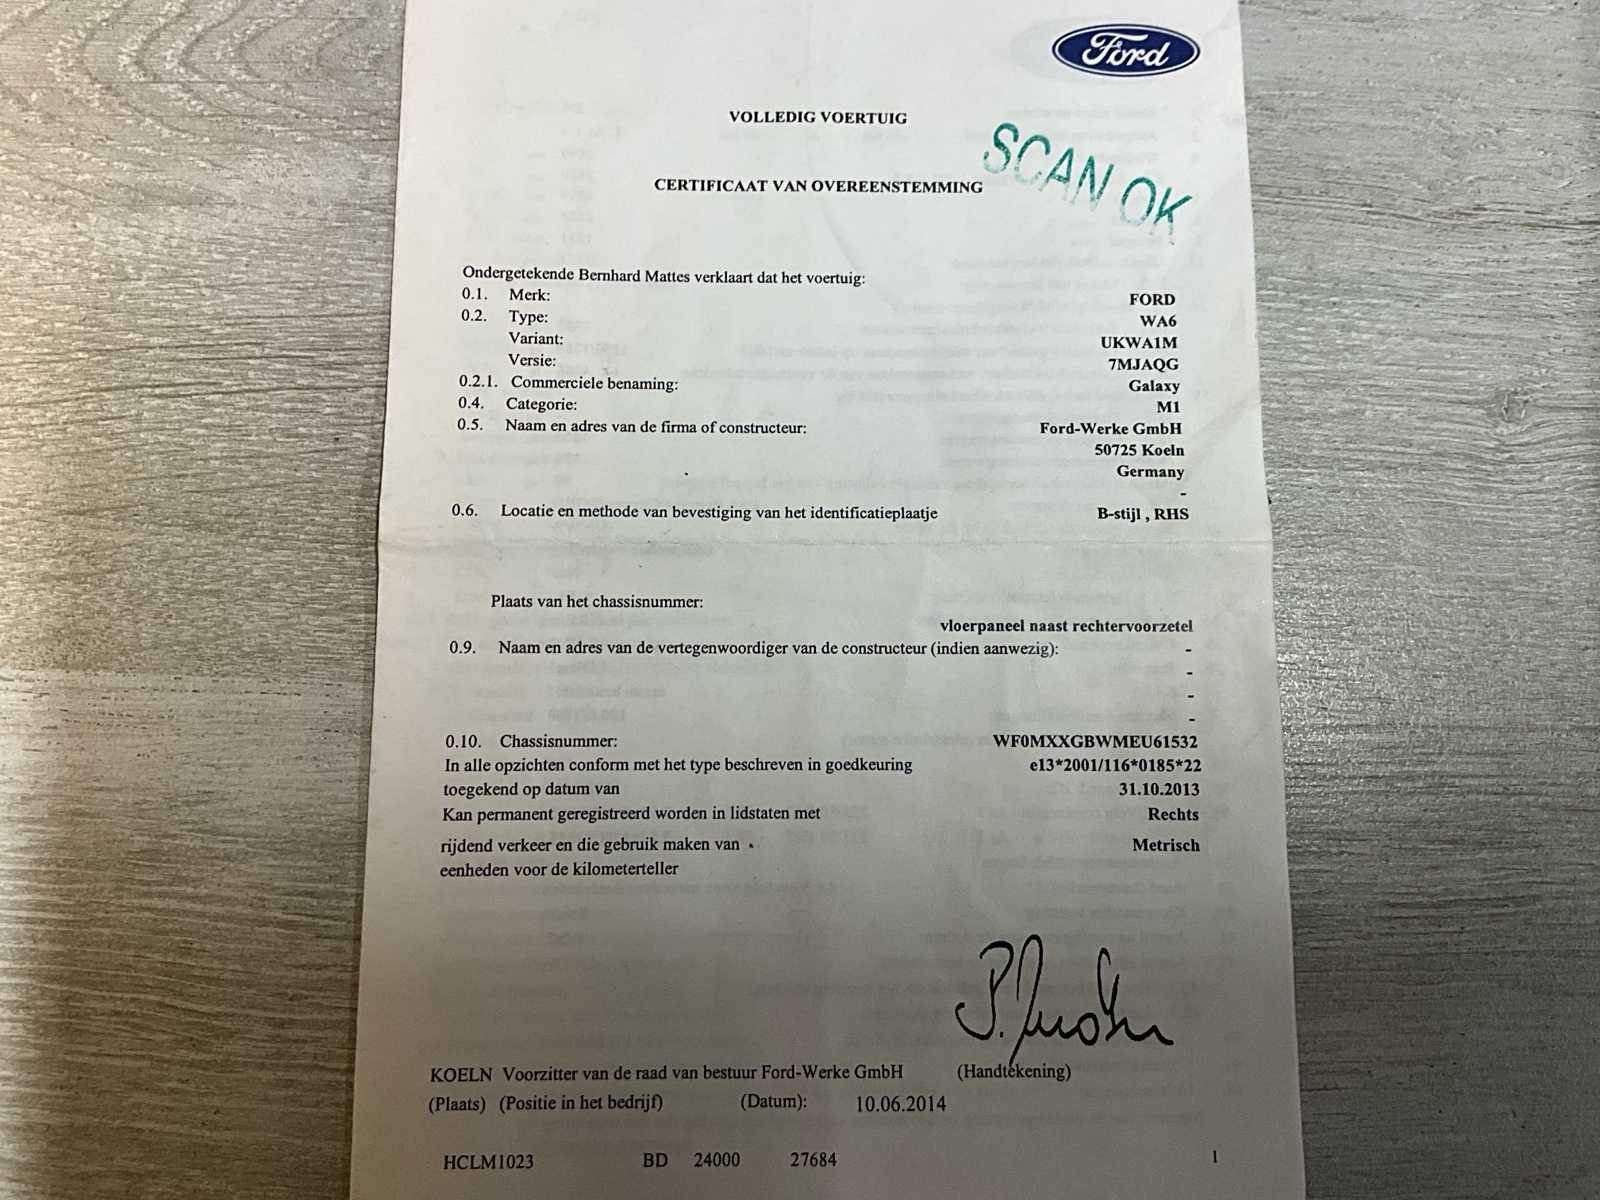 Ford
VOLLEDIG VOERTUIG
SCAN OK
CERTIFICAAT VAN OVEREENSTEMMING
Ondergetekende Bernhard Mattes verklaart dat het voertuig:
0.1. Merk: FORD
0.2. Type: WA6
Variant: UKWA1M
Versie: 7MJAQG
0.2.1. Commerciele benaming: Galaxy
0.4. Categorie: M1
0.5. Naam en adres van de firma of constructeur: Ford-Werke GmbH
50725 Koeln
Germany
-
0.6. Locatie en methode van bevestiging van het identificatieplaatje B-stijl , RHS
Plaats van het chassisnummer:
vloerpaneel naast rechtervoorzetel
0.9. Naam en adres van de vertegenwoordiger van de constructeur (indien aanwezig): -
-
-
-
0.10. Chassisnummer: WF0MXXGBWMEU61532
In alle opzichten conform met het type beschreven in goedkeuring e13*2001/116*0185*22
toegekend op datum van 31.10.2013
Kan permanent geregistreerd worden in lidstaten met Rechts
rijdend verkeer en die gebruik maken van Metrisch
eenheden voor de kilometerteller
KOELN Voorzitter van de raad van bestuur Ford-Werke GmbH (Handtekening)
(Plaats) (Positie in het bedrijf) (Datum): 10.06.2014
HCLM1023 BD 24000 27684 1